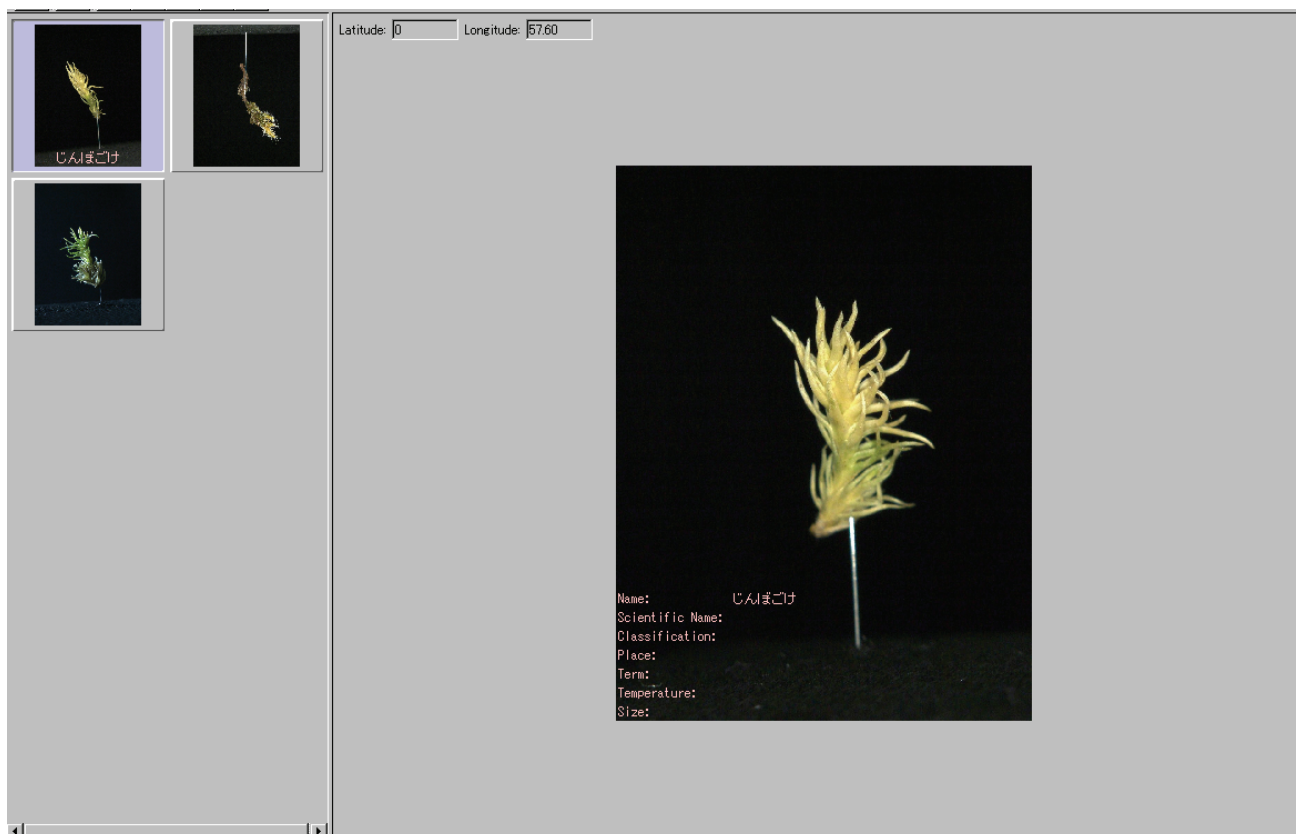 じんぼごけ
Latitude: 0 Longitude: 57.60
Name: じんぼごけ
Scientific Name:
Classification:
Place:
Term:
Temperature:
Size: